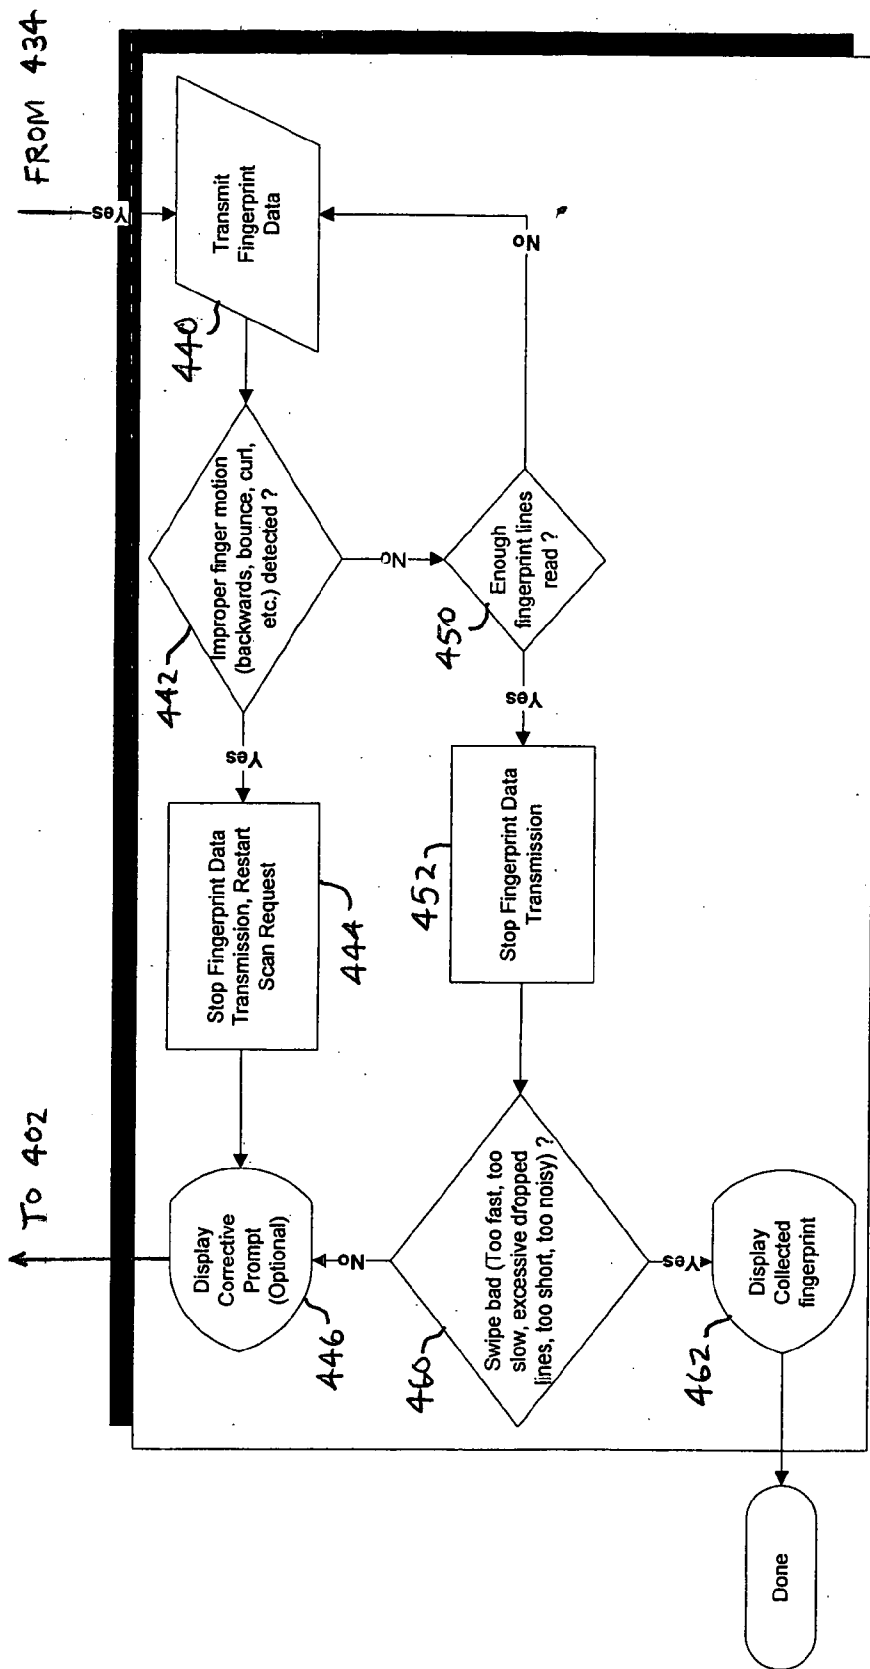 FROM 434
Yes
Transmit
Fingerprint
Data
440
Improper finger motion
(backwards, bounce, curl,
etc.) detected ?
442
No
Yes
Enough
fingerprint lines
read ?
450
No
Yes
Stop Fingerprint Data
Transmission, Restart
Scan Request
444
Stop Fingerprint Data
Transmission
452
TO 402
Display
Corrective
Prompt
(Optional)
446
No
Swipe bad (Too fast, too
slow, excessive dropped
lines, too short, too noisy) ?
460
Yes
Display
Collected
fingerprint
462
Done